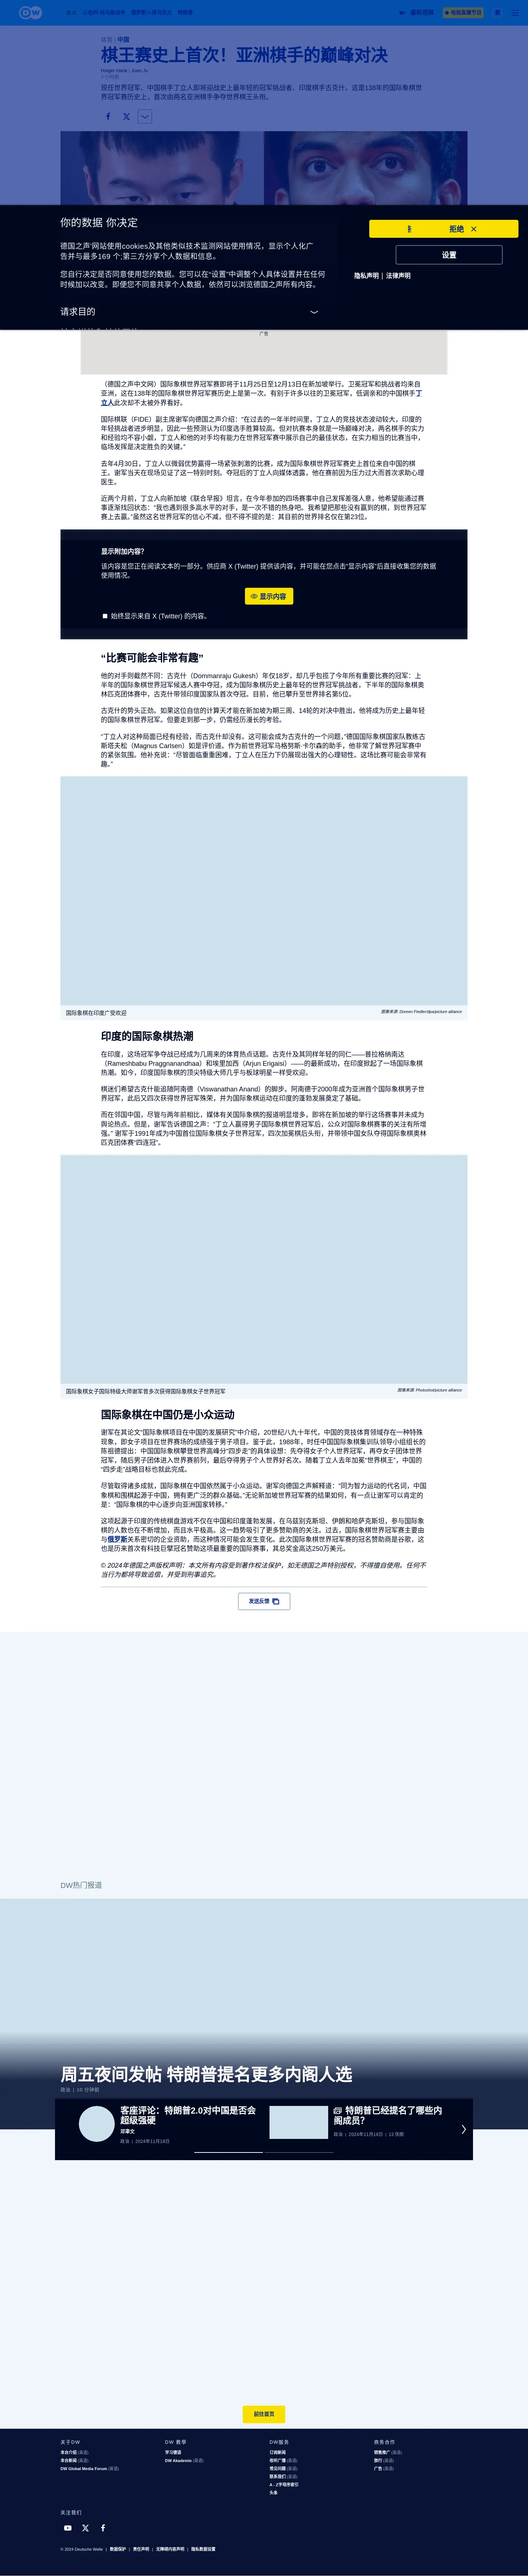 体育 | 中国
棋王赛史上首次！亚洲棋手的巅峰对决
Holger Hank | Juan Ju
现任世界冠军、中国棋手丁立人即将迎战史上最年轻的冠军挑战者、印度棋手古克什。这是138年的国际象棋世
界冠军赛历史上，首次由两名亚洲棋手争夺世界棋王头衔。
你的数据 你决定
德国之声'网站使用cookies及其他类似技术监测网站使用情况，显示个人化广
告并与最多169 个;第三方分享个人数据和信息。
您自行决定是否同意使用您的数据。您可以在"设置"中调整个人具体设置并在任何
时候加以改变。即便您不同意共享个人数据，依然可以浏览德国之声所有内容。
请求目的
拒绝
设置
隐私声明 | 法律声明
广告
（德国之声中文网）国际象棋世界冠军赛即将于11月25日至12月13日在新加坡举行。卫冕冠军和挑战者均来自
亚洲，这在138年的国际象棋世界冠军赛历史上是第一次。有别于许多以往的卫冕冠军，低调亲和的中国棋手丁
立人此次却不太被外界看好。
国际棋联（FIDE）副主席谢军向德国之声介绍：“在过去的一年半时间里，丁立人的竞技状态波动较大，印度的
年轻挑战者进步明显，因此一些预测认为印度选手胜算较高。但对抗赛本身就是一场巅峰对决，两名棋手的实力
和经验均不容小觑，丁立人和他的对手均有能力在世界冠军赛中展示自己的最佳状态，在实力相当的比赛当中，
临场发挥是决定胜负的关键。”
去年4月30日，丁立人以微弱优势赢得一场紧张刺激的比赛，成为国际象棋世界冠军赛史上首位来自中国的棋
王。谢军当天在现场见证了这一特别时刻。夺冠后的丁立人向媒体透露，他在赛前因为压力过大而首次求助心理
医生。
近两个月前，丁立人向新加坡《联合早报》坦言，在今年参加的四场赛事中自己发挥差强人意，他希望能通过赛
事逐渐找回状态：“我也遇到很多高水平的对手，是一次不错的热身吧。我希望把那些没有赢到的棋，到世界冠军
赛上去赢。”虽然这名世界冠军的信心不减，但不得不提的是：其目前的世界排名仅在第23位。
显示附加内容？
该内容是您正在阅读文本的一部分。供应商 X (Twitter) 提供该内容，并可能在您点击"显示内容"后直接收集您的数据
使用情况。
显示内容
始终显示来自 X (Twitter) 的内容。
“比赛可能会非常有趣”
他的对手则截然不同：古克什（Dommanraju Gukesh）年仅18岁，却几乎包揽了今年所有重要比赛的冠军：上
半年的国际象棋世界冠军候选人赛中夺冠，成为国际象棋历史上最年轻的世界冠军挑战者，下半年的国际象棋奥
林匹克团体赛中，古克什带领印度国家队首次夺冠。目前，他已攀升至世界排名第5位。
古克什的势头正劲。如果这位自信的计算天才能在新加坡为期三周、14轮的对决中胜出，他将成为历史上最年轻
的国际象棋世界冠军。但要走到那一步，仍需经历漫长的考验。
“丁立人对这种局面已经有经验，而古克什却没有。这可能会成为古克什的一个问题，”德国国际象棋国家队教练古
斯塔夫松（Magnus Carlsen）如是评价道。作为前世界冠军马格努斯·卡尔森的助手，他非常了解世界冠军赛中
的紧张氛围。他补充说：“尽管面临重重困难，丁立人在压力下仍展现出强大的心理韧性。这场比赛可能会非常有
趣。”
国际象棋在印度广受欢迎
图像来源: Doreen Fiedler/dpa/picture alliance
印度的国际象棋热潮
在印度，这场冠军争夺战已经成为几周来的体育热点话题。古克什及其同样年轻的同仁——普拉格纳南达
（Rameshbabu Praggnanandhaa）和埃里加西（Arjun Erigaisi）——的最新成功，在印度掀起了一场国际象棋
热潮。如今，印度国际象棋的顶尖特级大师几乎与板球明星一样受欢迎。
棋迷们希望古克什能追随阿南德（Viswanathan Anand）的脚步。阿南德于2000年成为亚洲首个国际象棋男子世
界冠军，此后又四次获得世界冠军殊荣，并为国际象棋运动在印度的蓬勃发展奠定了基础。
而在邻国中国，尽管与两年前相比，媒体有关国际象棋的报道明显增多，即将在新加坡的举行这场赛事并未成为
舆论热点。但是，谢军告诉德国之声：“丁立人赢得男子国际象棋世界冠军后，公众对国际象棋赛事的关注有所增
强。” 谢军于1991年成为中国首位国际象棋女子世界冠军，四次加冕棋后头衔，并带领中国女队夺得国际象棋奥林
匹克团体赛“四连冠”。
国际象棋女子国际特级大师谢军曾多次获得国际象棋女子世界冠军
图像来源: Photoshot/picture alliance
国际象棋在中国仍是小众运动
谢军在其论文“国际象棋项目在中国的发展研究”中介绍，20世纪八九十年代，中国的竞技体育领域存在一种特殊
现象，即女子项目在世界赛场的成绩强于男子项目。鉴于此，1988年，时任中国国际象棋集训队领导小组组长的
陈祖德提出：中国国际象棋攀登世界高峰分“四步走”的具体设想：先夺得女子个人世界冠军，再夺女子团体世界
冠军，随后男子团体进入世界赛前列，最后夺得男子个人世界好名次。随着丁立人去年加冕“世界棋王”，中国的
“四步走”战略目标也就此完成。
尽管取得诸多成就，国际象棋在中国依然属于小众运动。谢军向德国之声解释道：“同为智力运动的代名词，中国
象棋和围棋起源于中国，拥有更广泛的群众基础。”无论新加坡世界冠军赛的结果如何，有一点让谢军可以肯定的
是：“国际象棋的中心逐步向亚洲国家转移。”
这项起源于印度的传统棋盘游戏不仅在中国和印度蓬勃发展，在乌兹别克斯坦、伊朗和哈萨克斯坦，参与国际象
棋的人数也在不断增加，而且水平极高。这一趋势吸引了更多赞助商的关注。过去，国际象棋世界冠军赛主要由
与俄罗斯关系密切的企业资助，而这种情况可能会发生变化。此次国际象棋世界冠军赛的冠名赞助商是谷歌，这
也是历来首次有科技巨擘冠名赞助这项最重要的国际赛事，其总奖金高达250万美元。
© 2024年德国之声版权声明：本文所有内容受到著作权法保护，如无德国之声特别授权，不得擅自使用。任何不
当行为都将导致追偿，并受到刑事追究。
发送反馈
DW热门报道
周五夜间发帖 特朗普提名更多内阁人选
政治 | 10 分钟前
客座评论：特朗普2.0对中国是否会
超级强硬
邓聿文
政治 | 2024年11月18日
特朗普已经提名了哪些内
阁成员？
政治 | 2024年11月18日 | 13 张图
前往首页
关于DW
本台介绍 (英语)
本台新闻 (英语)
DW Global Media Forum (英语)
DW 教學
学习德语
DW Akademie (英语)
DW服务
订阅新闻
收听广播 (英语)
常见问题 (英语)
联系我们 (英语)
A - Z字母序索引
头条
商务合作
销售推广 (英语)
旅行 (英语)
广告 (英语)
关注我们
© 2024 Deutsche Welle | 数据保护 | 责任声明 | 无障碍内容声明 | 隐私数据设置